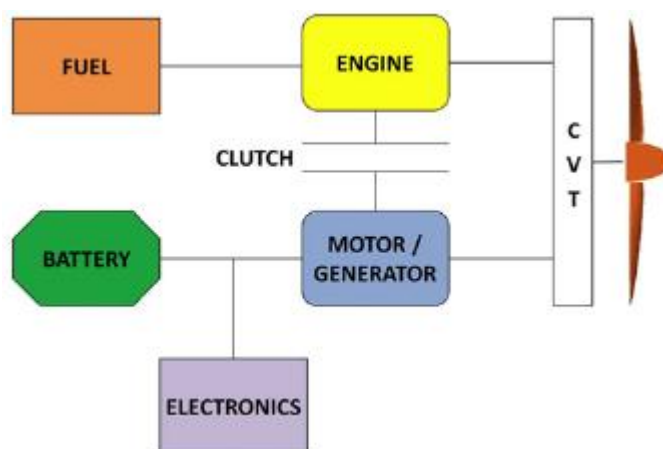 FUEL
ENGINE
CLUTCH
C
V
T
BATTERY
MOTOR /
GENERATOR
ELECTRONICS